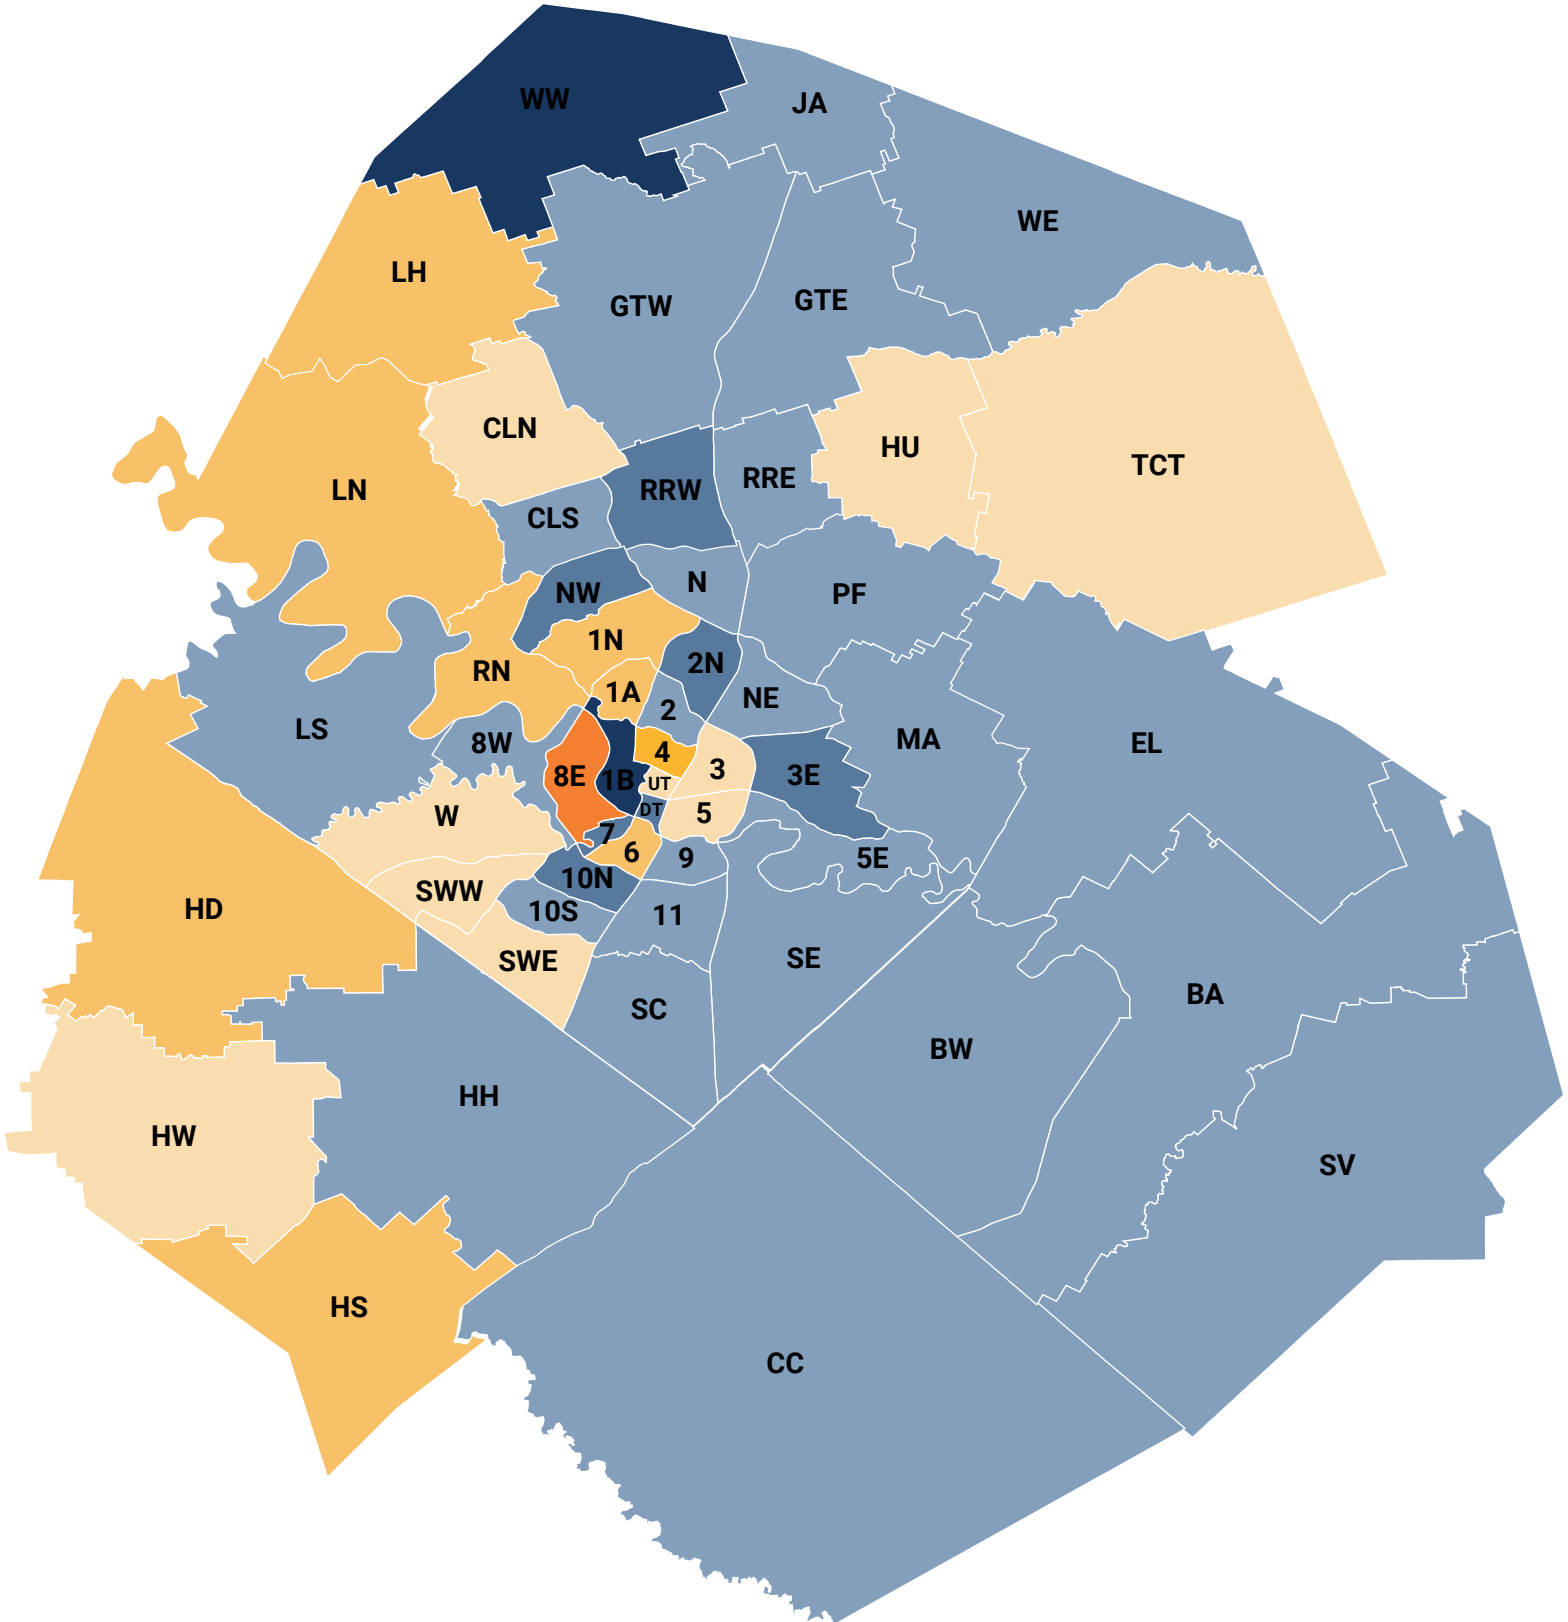 WW
JA
WE
LH
GTW
GTE
CLN
HU
TCT
LN
RRW
RRE
CLS
NW
N
PF
1N
2N
RN
1A
NE
2
LS
8W
4
MA
EL
8E
1B
UT
3
3E
W
DT
5
7
6
9
5E
SWW
10N
HD
10S
11
SWE
SE
BA
SC
BW
HH
HW
SV
HS
CC